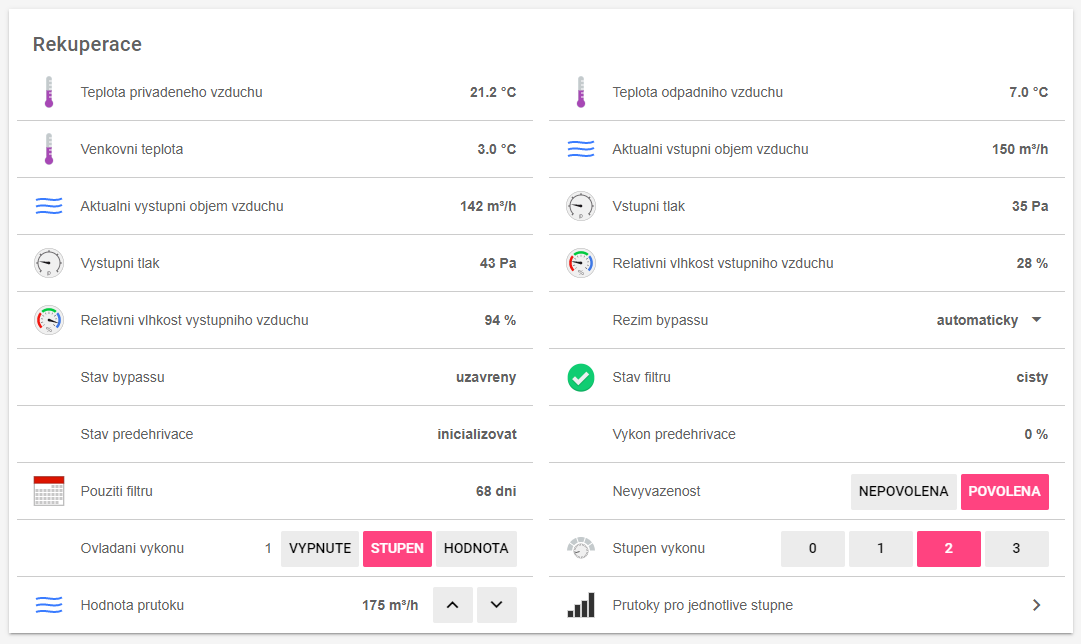 Rekuperace
Teplota privadeneho vzduchu 21.2 °C
Teplota odpadniho vzduchu 7.0 °C
Venkovni teplota 3.0 °C
Aktualni vstupni objem vzduchu 150 m³/h
Aktualni vystupni objem vzduchu 142 m³/h
Vstupni tlak 35 Pa
Vystupni tlak 43 Pa
Relativni vlhkost vstupniho vzduchu 28 %
Relativni vlhkost vystupniho vzduchu 94 %
Rezim bypassu automaticky
Stav bypassu uzavreny
Stav filtru cisty
Stav predehrivace inicializovat
Vykon predehrivace 0 %
Pouziti filtru 68 dni
Nevyvazenost NEPOVOLENA POVOLENA
Ovladani vykonu 1 VYPNUTE STUPEN HODNOTA
Stupen vykonu 0 1 2 3
Hodnota prutoku 175 m³/h
Prutoky pro jednotlive stupne